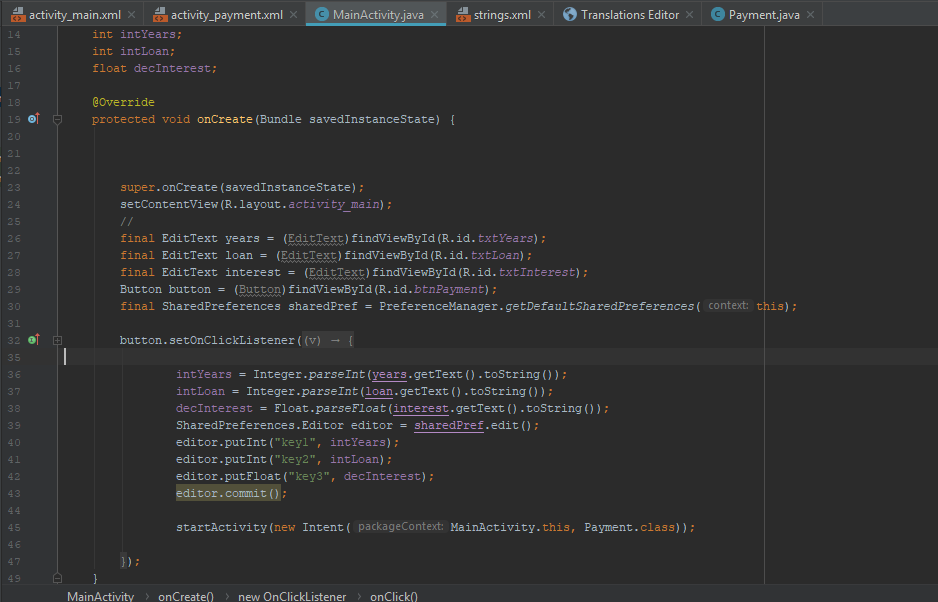 activity_main.xml activity_payment.xml MainActivity.java strings.xml Translations Editor Payment.java
14 int intYears;
15 int intLoan;
16 float decInterest;
17
18 @Override
19 protected void onCreate(Bundle savedInstanceState) {
20
21
22
23 super.onCreate(savedInstanceState);
24 setContentView(R.layout.activity_main);
25 //
26 final EditText years = (EditText)findViewById(R.id.txtYears);
27 final EditText loan = (EditText)findViewById(R.id.txtLoan);
28 final EditText interest = (EditText)findViewById(R.id.txtInterest);
29 Button button = (Button)findViewById(R.id.btnPayment);
30 final SharedPreferences sharedPref = PreferenceManager.getDefaultSharedPreferences( context: this);
31
32 button.setOnClickListener((v) → {
35
36 intYears = Integer.parseInt(years.getText().toString());
37 intLoan = Integer.parseInt(loan.getText().toString());
38 decInterest = Float.parseFloat(interest.getText().toString());
39 SharedPreferences.Editor editor = sharedPref.edit();
40 editor.putInt("key1", intYears);
41 editor.putInt("key2", intLoan);
42 editor.putFloat("key3", decInterest);
43 editor.commit();
44
45 startActivity(new Intent( packageContext: MainActivity.this, Payment.class));
46
47 });
49 }
MainActivity › onCreate() › new OnClickListener › onClick()